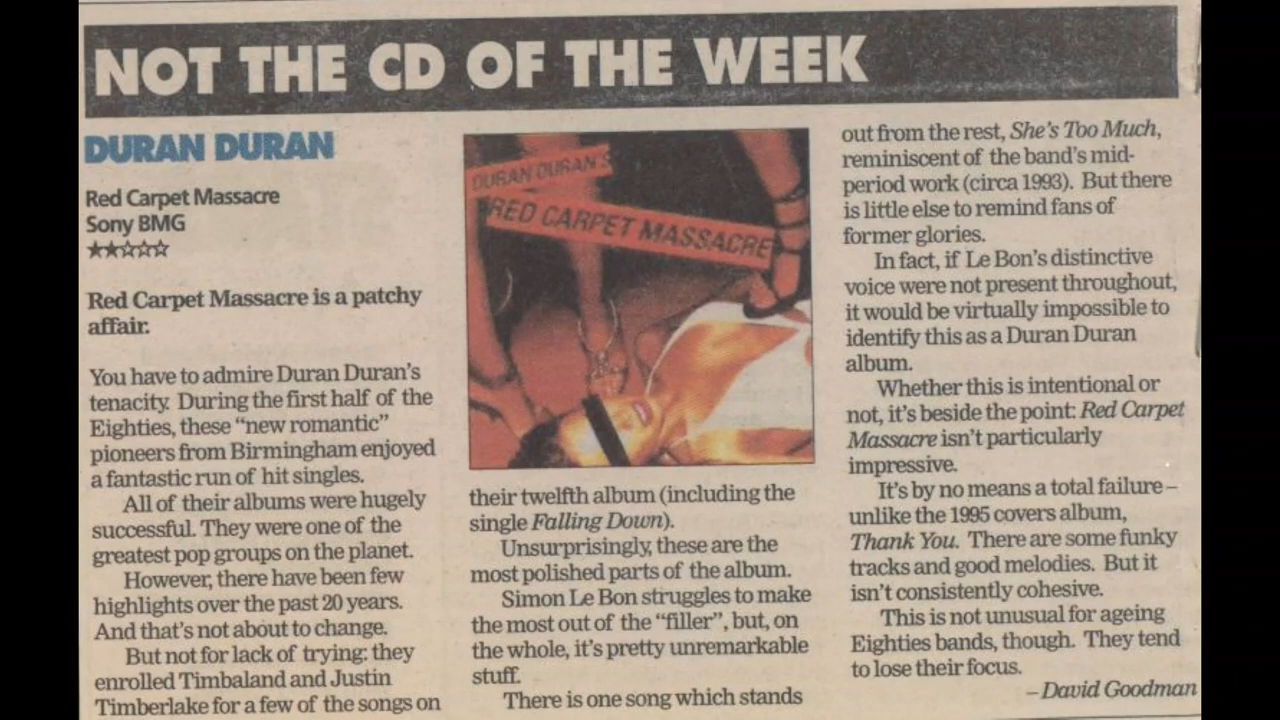 NOT THE CD OF THE WEEK
DURAN DURAN
Red Carpet Massacre
Sony BMG
★★☆☆☆
Red Carpet Massacre is a patchy
affair.
You have to admire Duran Duran's
tenacity. During the first half of the
Eighties, these “new romantic”
pioneers from Birmingham enjoyed
a fantastic run of hit singles.
All of their albums were hugely
successful. They were one of the
greatest pop groups on the planet.
However, there have been few
highlights over the past 20 years.
And that's not about to change.
But not for lack of trying: they
enrolled Timbaland and Justin
Timberlake for a few of the songs on
DURAN DURAN'S
RED CARPET MASSACRE
their twelfth album (including the
single Falling Down).
Unsurprisingly, these are the
most polished parts of the album.
Simon Le Bon struggles to make
the most out of the “filler”, but, on
the whole, it's pretty unremarkable
stuff.
There is one song which stands
out from the rest, She's Too Much,
reminiscent of the band's mid-
period work (circa 1993). But there
is little else to remind fans of
former glories.
In fact, if Le Bon's distinctive
voice were not present throughout,
it would be virtually impossible to
identify this as a Duran Duran
album.
Whether this is intentional or
not, it's beside the point: Red Carpet
Massacre isn't particularly
impressive.
It's by no means a total failure –
unlike the 1995 covers album,
Thank You. There are some funky
tracks and good melodies. But it
isn't consistently cohesive.
This is not unusual for ageing
Eighties bands, though. They tend
to lose their focus.
– David Goodman